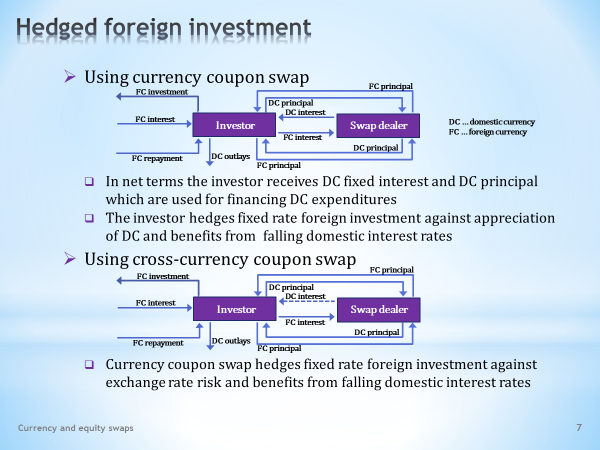 Hedged foreign investment
Using currency coupon swap
FC investment
FC principal
DC principal
DC interest
FC interest
Investor
Swap dealer
FC interest
DC principal
FC repayment
DC outlays
FC principal
DC ... domestic currency
FC ... foreign currency
In net terms the investor receives DC fixed interest and DC principal
which are used for financing DC expenditures
The investor hedges fixed rate foreign investment against appreciation
of DC and benefits from falling domestic interest rates
Using cross-currency coupon swap
FC investment
FC principal
DC principal
DC interest
FC interest
Investor
Swap dealer
FC interest
DC principal
FC repayment
DC outlays
FC principal
Currency coupon swap hedges fixed rate foreign investment against
exchange rate risk and benefits from falling domestic interest rates
Currency and equity swaps
7